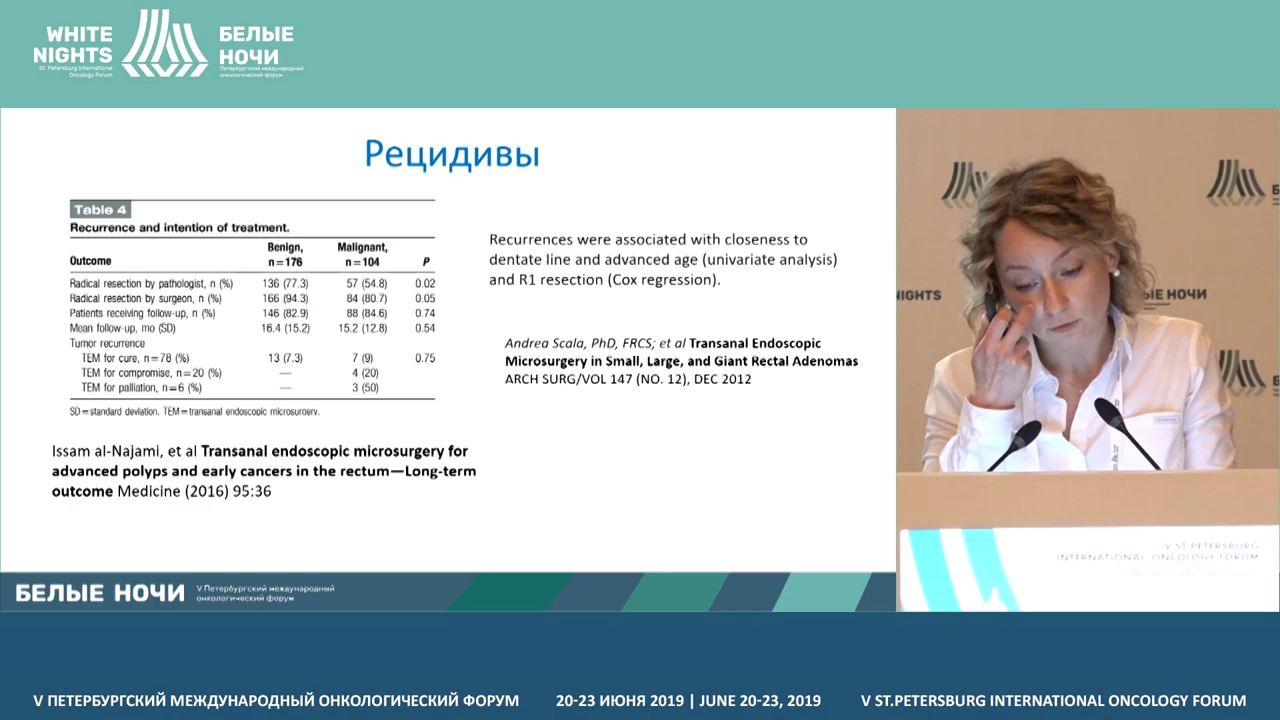 WHITE
NIGHTS
St. Petersburg International
Oncology Forum
БЕЛЫЕ
НОЧИ
Петербургский международный
онкологический форум
Рецидивы
Table 4
Recurrence and intention of treatment.
Outcome Benign, n=176 Malignant, n=104 P
Radical resection by pathologist, n (%) 136 (77.3) 57 (54.8) 0.02
Radical resection by surgeon, n (%) 166 (94.3) 84 (80.7) 0.05
Patients receiving follow-up, n (%) 146 (82.9) 88 (84.6) 0.74
Mean follow-up, mo (SD) 16.4 (15.2) 15.2 (12.8) 0.54
Tumor recurrence
TEM for cure, n=78 (%) 13 (7.3) 7 (9) 0.75
TEM for compromise, n=20 (%) — 4 (20)
TEM for palliation, n=6 (%) — 3 (50)
SD=standard deviation. TEM=transanal endoscopic microsurgery.
Issam al-Najami, et al Transanal endoscopic microsurgery for
advanced polyps and early cancers in the rectum—Long-term
outcome Medicine (2016) 95:36
Recurrences were associated with closeness to
dentate line and advanced age (univariate analysis)
and R1 resection (Cox regression).
Andrea Scala, PhD, FRCS; et al Transanal Endoscopic
Microsurgery in Small, Large, and Giant Rectal Adenomas
ARCH SURG/VOL 147 (NO. 12), DEC 2012
NIGHTS
БЕЛЫЕ НОЧИ
V ST.PETERSBURG
INTERNATIONAL ONCOLOGY FORUM
БЕЛЫЕ НОЧИ
V Петербургский международный
онкологический форум
V ПЕТЕРБУРГСКИЙ МЕЖДУНАРОДНЫЙ ОНКОЛОГИЧЕСКИЙ ФОРУМ 20-23 ИЮНЯ 2019 | JUNE 20-23, 2019 V ST.PETERSBURG INTERNATIONAL ONCOLOGY FORUM